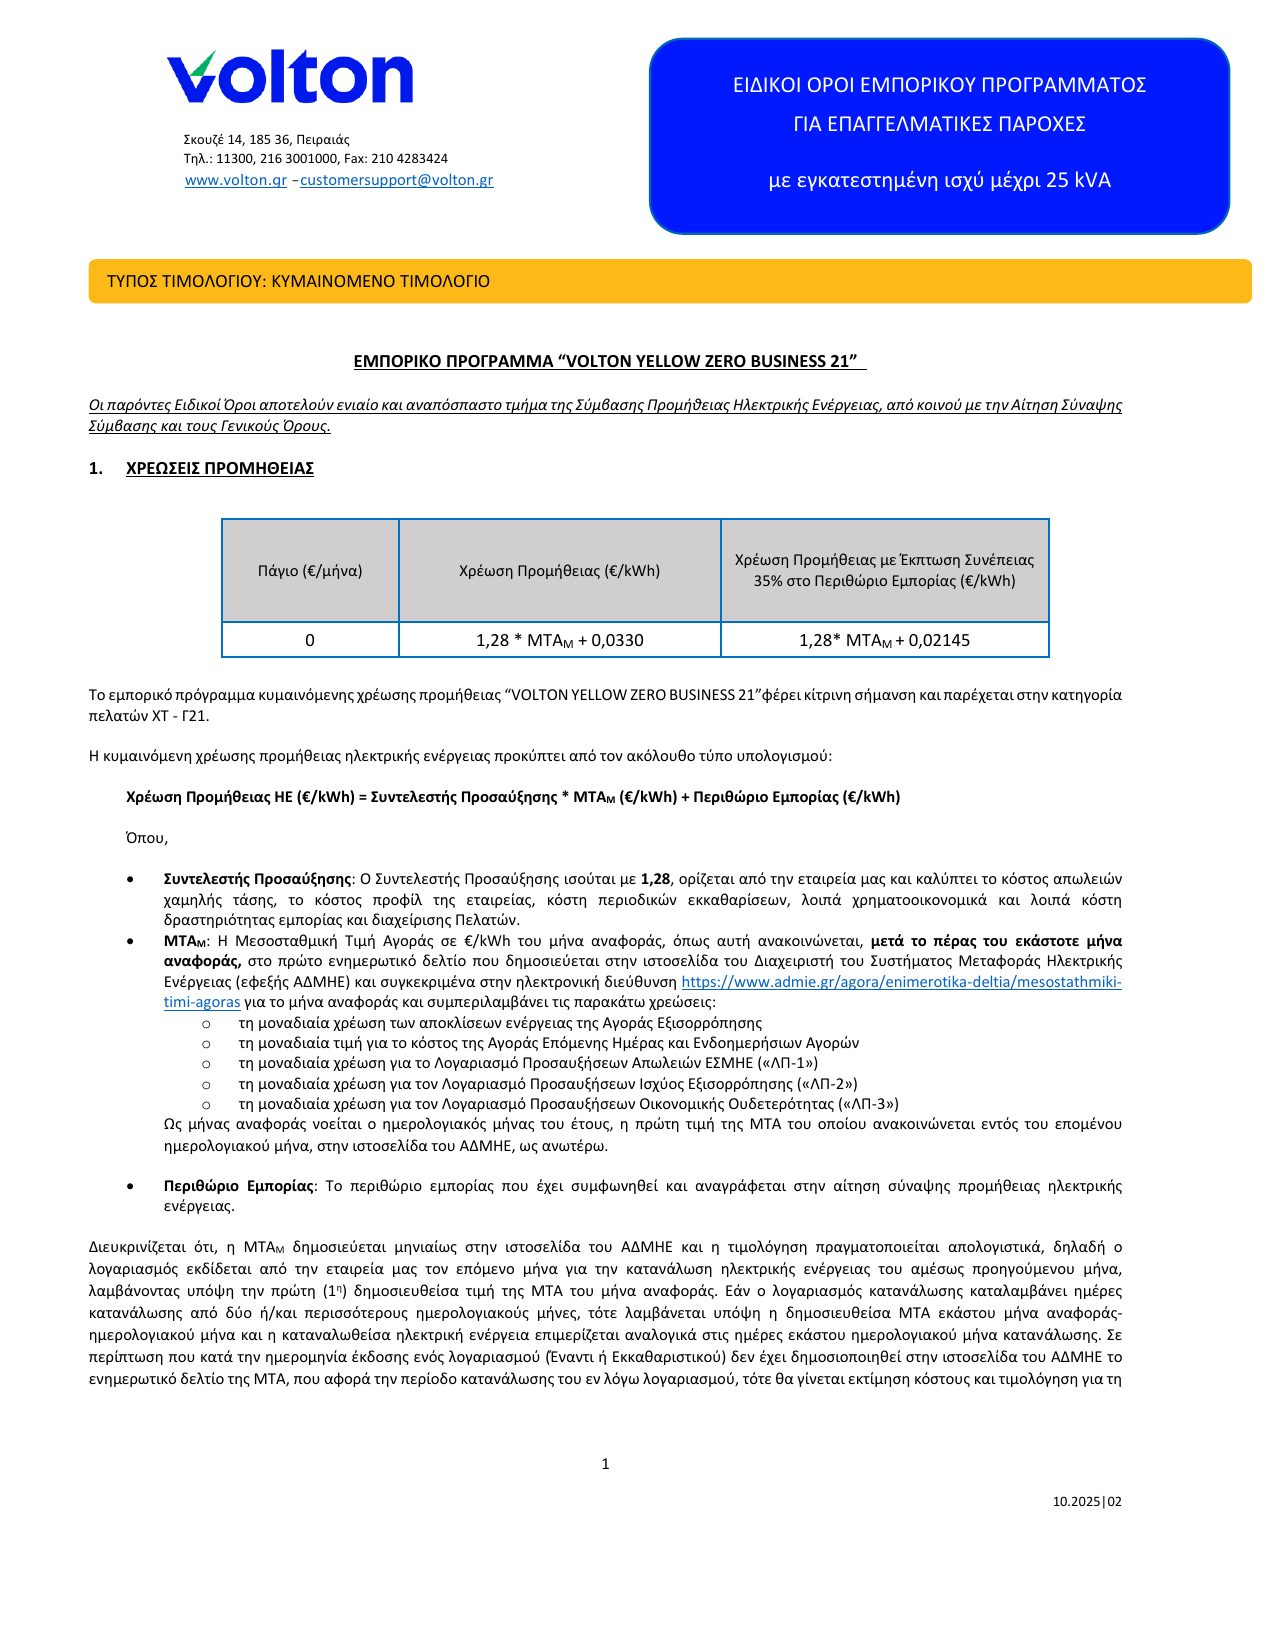 volton
Σκουζέ 14, 185 36, Πειραιάς
Τηλ.: 11300, 216 3001000, Fax: 210 4283424
www.volton.gr –customersupport@volton.gr
ΕΙΔΙΚΟΙ ΟΡΟΙ ΕΜΠΟΡΙΚΟΥ ΠΡΟΓΡΑΜΜΑΤΟΣ
ΓΙΑ ΕΠΑΓΓΕΛΜΑΤΙΚΕΣ ΠΑΡΟΧΕΣ
με εγκατεστημένη ισχύ μέχρι 25 kVA
ΤΥΠΟΣ ΤΙΜΟΛΟΓΙΟΥ: ΚΥΜΑΙΝΟΜΕΝΟ ΤΙΜΟΛΟΓΙΟ
ΕΜΠΟΡΙΚΟ ΠΡΟΓΡΑΜΜΑ “VOLTON YELLOW ZERO BUSINESS 21”
Οι παρόντες Ειδικοί Όροι αποτελούν ενιαίο και αναπόσπαστο τμήμα της Σύμβασης Προμήθειας Ηλεκτρικής Ενέργειας, από κοινού με την Αίτηση Σύναψης
Σύμβασης και τους Γενικούς Όρους.
1. ΧΡΕΩΣΕΙΣ ΠΡΟΜΗΘΕΙΑΣ
Πάγιο (€/μήνα)
Χρέωση Προμήθειας (€/kWh)
Χρέωση Προμήθειας με Έκπτωση Συνέπειας
35% στο Περιθώριο Εμπορίας (€/kWh)
0
1,28 * ΜΤΑΜ + 0,0330
1,28* ΜΤΑΜ + 0,02145
Το εμπορικό πρόγραμμα κυμαινόμενης χρέωσης προμήθειας “VOLTON YELLOW ZERO BUSINESS 21”φέρει κίτρινη σήμανση και παρέχεται στην κατηγορία
πελατών ΧΤ - Γ21.
Η κυμαινόμενη χρέωσης προμήθειας ηλεκτρικής ενέργειας προκύπτει από τον ακόλουθο τύπο υπολογισμού:
Χρέωση Προμήθειας ΗΕ (€/kWh) = Συντελεστής Προσαύξησης * ΜΤΑΜ (€/kWh) + Περιθώριο Εμπορίας (€/kWh)
Όπου,
• Συντελεστής Προσαύξησης: Ο Συντελεστής Προσαύξησης ισούται με 1,28, ορίζεται από την εταιρεία μας και καλύπτει το κόστος απωλειών
χαμηλής τάσης, το κόστος προφίλ της εταιρείας, κόστη περιοδικών εκκαθαρίσεων, λοιπά χρηματοοικονομικά και λοιπά κόστη
δραστηριότητας εμπορίας και διαχείρισης Πελατών.
• ΜΤΑΜ: Η Μεσοσταθμική Τιμή Αγοράς σε €/kWh του μήνα αναφοράς, όπως αυτή ανακοινώνεται, μετά το πέρας του εκάστοτε μήνα
αναφοράς, στο πρώτο ενημερωτικό δελτίο που δημοσιεύεται στην ιστοσελίδα του Διαχειριστή του Συστήματος Μεταφοράς Ηλεκτρικής
Ενέργειας (εφεξής ΑΔΜΗΕ) και συγκεκριμένα στην ηλεκτρονική διεύθυνση https://www.admie.gr/agora/enimerotika-deltia/mesostathmiki-
timi-agoras για το μήνα αναφοράς και συμπεριλαμβάνει τις παρακάτω χρεώσεις:
o τη μοναδιαία χρέωση των αποκλίσεων ενέργειας της Αγοράς Εξισορρόπησης
o τη μοναδιαία τιμή για το κόστος της Αγοράς Επόμενης Ημέρας και Ενδοημερήσιων Αγορών
o τη μοναδιαία χρέωση για το Λογαριασμό Προσαυξήσεων Απωλειών ΕΣΜΗΕ («ΛΠ-1»)
o τη μοναδιαία χρέωση για τον Λογαριασμό Προσαυξήσεων Ισχύος Εξισορρόπησης («ΛΠ-2»)
o τη μοναδιαία χρέωση για τον Λογαριασμό Προσαυξήσεων Οικονομικής Ουδετερότητας («ΛΠ-3»)
Ως μήνας αναφοράς νοείται ο ημερολογιακός μήνας του έτους, η πρώτη τιμή της ΜΤΑ του οποίου ανακοινώνεται εντός του επομένου
ημερολογιακού μήνα, στην ιστοσελίδα του ΑΔΜΗΕ, ως ανωτέρω.
• Περιθώριο Εμπορίας: Το περιθώριο εμπορίας που έχει συμφωνηθεί και αναγράφεται στην αίτηση σύναψης προμήθειας ηλεκτρικής
ενέργειας.
Διευκρινίζεται ότι, η ΜΤΑΜ δημοσιεύεται μηνιαίως στην ιστοσελίδα του ΑΔΜΗΕ και η τιμολόγηση πραγματοποιείται απολογιστικά, δηλαδή ο
λογαριασμός εκδίδεται από την εταιρεία μας τον επόμενο μήνα για την κατανάλωση ηλεκτρικής ενέργειας του αμέσως προηγούμενου μήνα,
λαμβάνοντας υπόψη την πρώτη (1η) δημοσιευθείσα τιμή της ΜΤΑ του μήνα αναφοράς. Εάν ο λογαριασμός κατανάλωσης καταλαμβάνει ημέρες
κατανάλωσης από δύο ή/και περισσότερους ημερολογιακούς μήνες, τότε λαμβάνεται υπόψη η δημοσιευθείσα ΜΤΑ εκάστου μήνα αναφοράς-
ημερολογιακού μήνα και η καταναλωθείσα ηλεκτρική ενέργεια επιμερίζεται αναλογικά στις ημέρες εκάστου ημερολογιακού μήνα κατανάλωσης. Σε
περίπτωση που κατά την ημερομηνία έκδοσης ενός λογαριασμού (Έναντι ή Εκκαθαριστικού) δεν έχει δημοσιοποιηθεί στην ιστοσελίδα του ΑΔΜΗΕ το
ενημερωτικό δελτίο της ΜΤΑ, που αφορά την περίοδο κατανάλωσης του εν λόγω λογαριασμού, τότε θα γίνεται εκτίμηση κόστους και τιμολόγηση για τη
1
10.2025|02